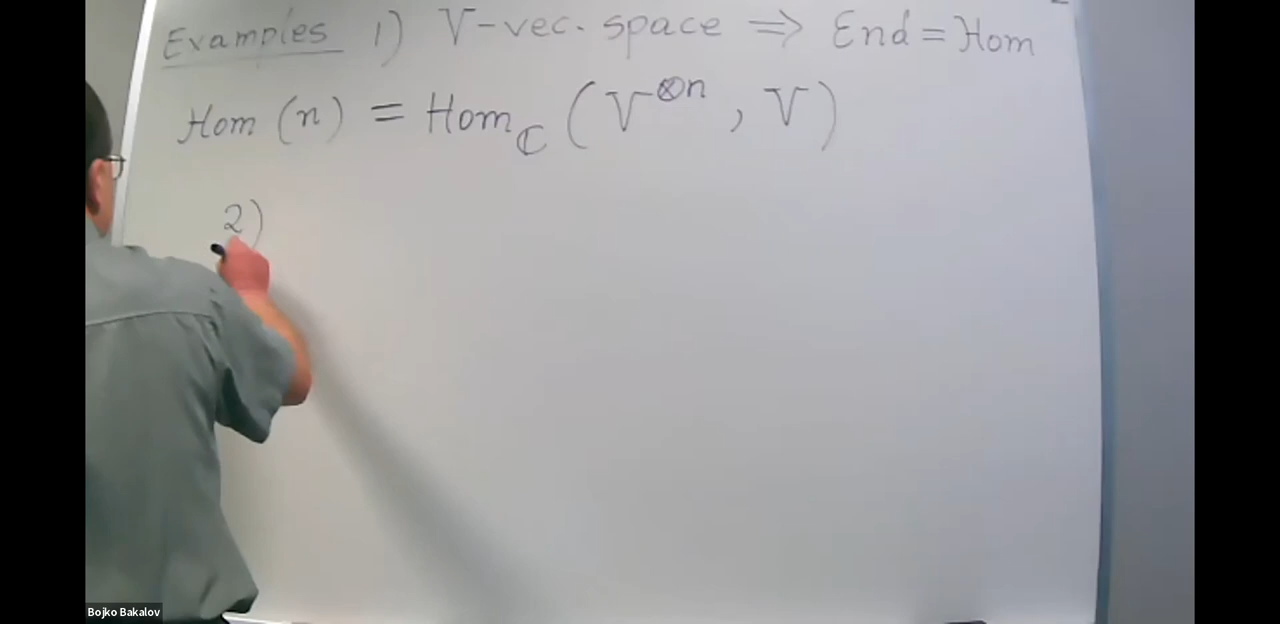 Examples 1) V-vec. space ⇒ End = Hom
Hom (n) = Hom_ℂ (V^⊗n, V)
2)
Bojko Bakalov